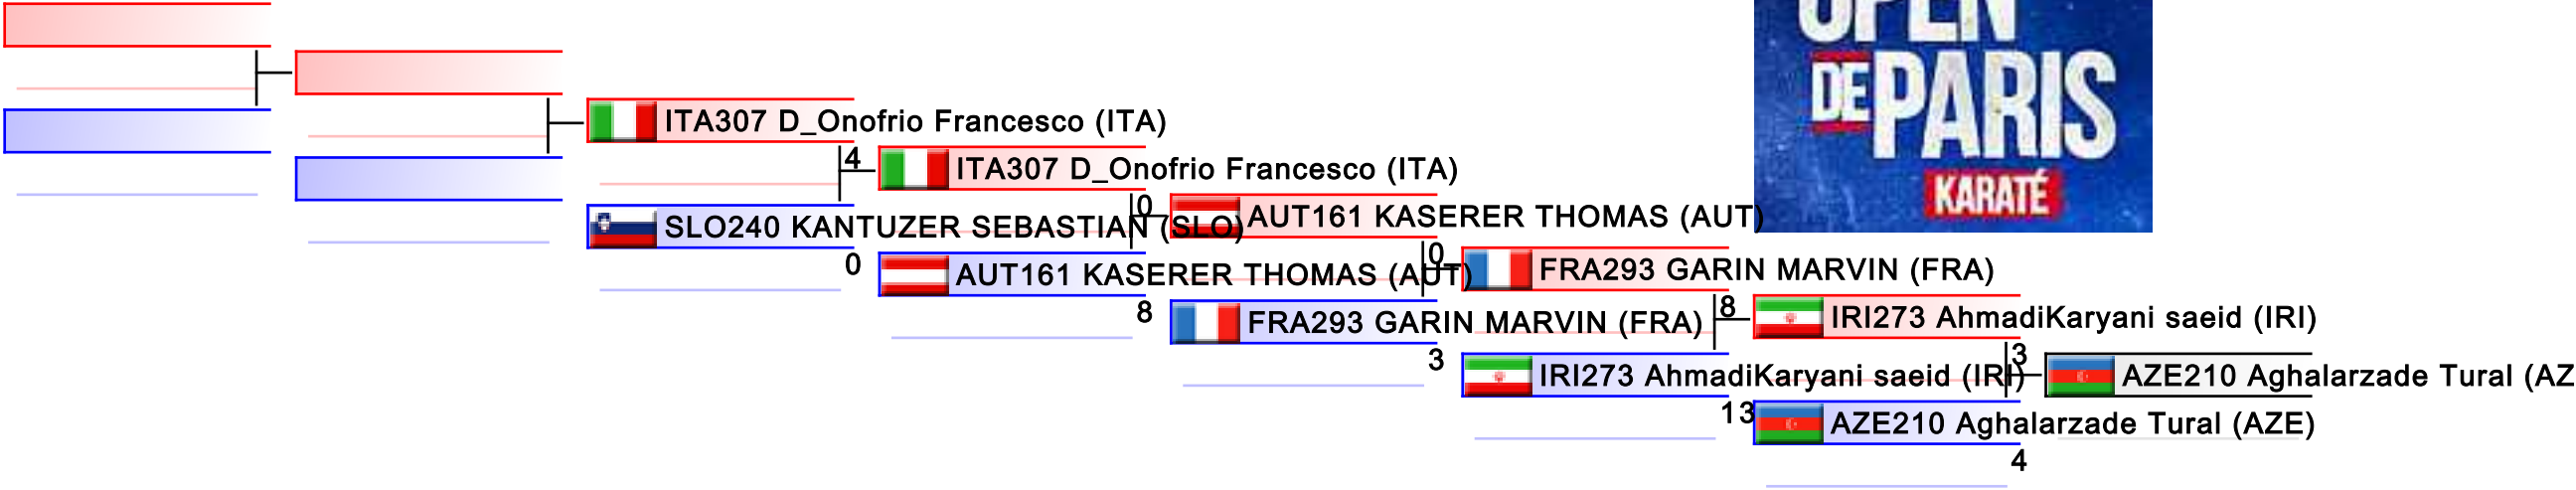 OPEN
DE PARIS
KARATÉ
ITA307 D_Onofrio Francesco (ITA)
4
ITA307 D_Onofrio Francesco (ITA)
0
AUT161 KASERER THOMAS (AUT)
SLO240 KANTUZER SEBASTIAN (SLO)
0
0
FRA293 GARIN MARVIN (FRA)
AUT161 KASERER THOMAS (AUT)
8
8
IRI273 AhmadiKaryani saeid (IRI)
FRA293 GARIN MARVIN (FRA)
3
3
AZE210 Aghalarzade Tural (AZ
IRI273 AhmadiKaryani saeid (IRI)
13
AZE210 Aghalarzade Tural (AZE)
4